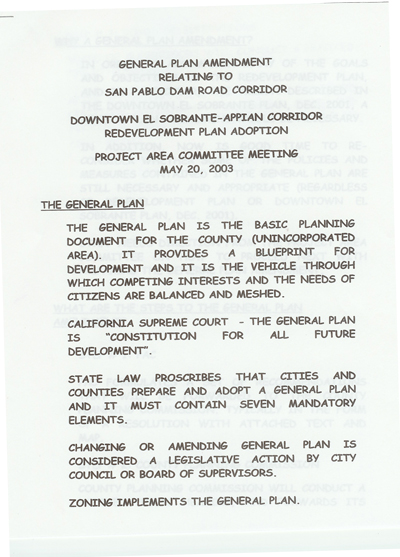 GENERAL PLAN AMENDMENT
RELATING TO
SAN PABLO DAM ROAD CORRIDOR
DOWNTOWN EL SOBRANTE-APPIAN CORRIDOR
REDEVELOPMENT PLAN ADOPTION
PROJECT AREA COMMITTEE MEETING
MAY 20, 2003
THE GENERAL PLAN
THE GENERAL PLAN IS THE BASIC PLANNING
DOCUMENT FOR THE COUNTY (UNINCORPORATED
AREA). IT PROVIDES A BLUEPRINT FOR
DEVELOPMENT AND IT IS THE VEHICLE THROUGH
WHICH COMPETING INTERESTS AND THE NEEDS OF
CITIZENS ARE BALANCED AND MESHED.
CALIFORNIA SUPREME COURT - THE GENERAL PLAN
IS "CONSTITUTION FOR ALL FUTURE
DEVELOPMENT".
STATE LAW PROSCRIBES THAT CITIES AND
COUNTIES PREPARE AND ADOPT A GENERAL PLAN
AND IT MUST CONTAIN SEVEN MANDATORY
ELEMENTS.
CHANGING OR AMENDING GENERAL PLAN IS
CONSIDERED A LEGISLATIVE ACTION BY CITY
COUNCIL OR BOARD OF SUPERVISORS.
ZONING IMPLEMENTS THE GENERAL PLAN.